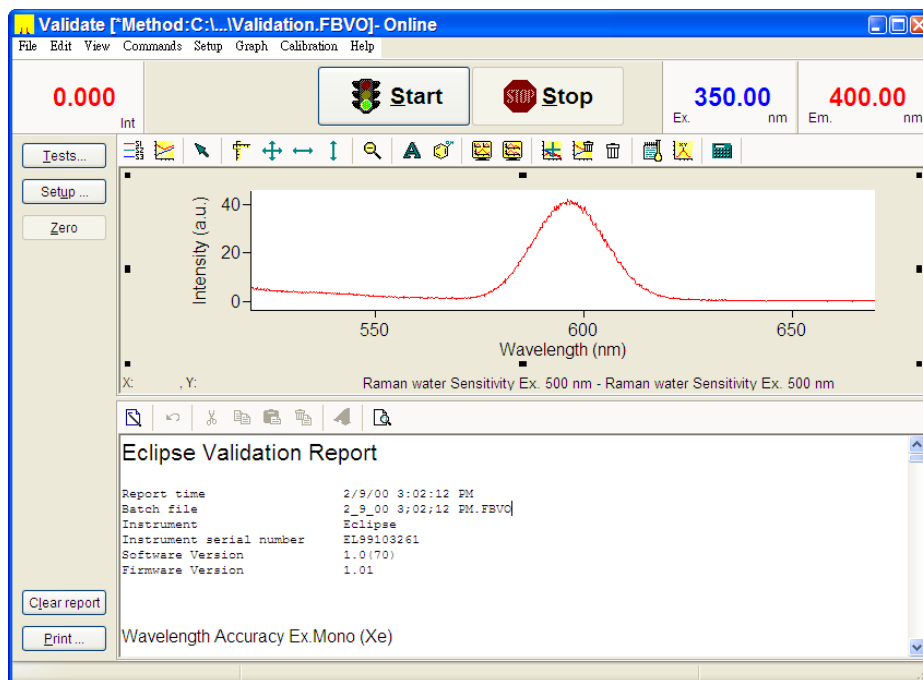 Validate [*Method:C:\...\Validation.FBVO]- Online
File Edit View Commands Setup Graph Calibration Help
0.000
Int
Start
STOP Stop
350.00
Ex. nm
400.00
Em. nm
Tests...
Setup ...
Zero
Intensity (a.u.)
40
20
0
550 600 650
Wavelength (nm)
X: , Y:
Raman water Sensitivity Ex. 500 nm - Raman water Sensitivity Ex. 500 nm
Eclipse Validation Report
Report time 2/9/00 3:02:12 PM
Batch file 2_9_00 3;02;12 PM.FBVO
Instrument Eclipse
Instrument serial number EL99103261
Software Version 1.0(70)
Firmware Version 1.01
Clear report
Print ...
Wavelength Accuracy Ex.Mono (Xe)